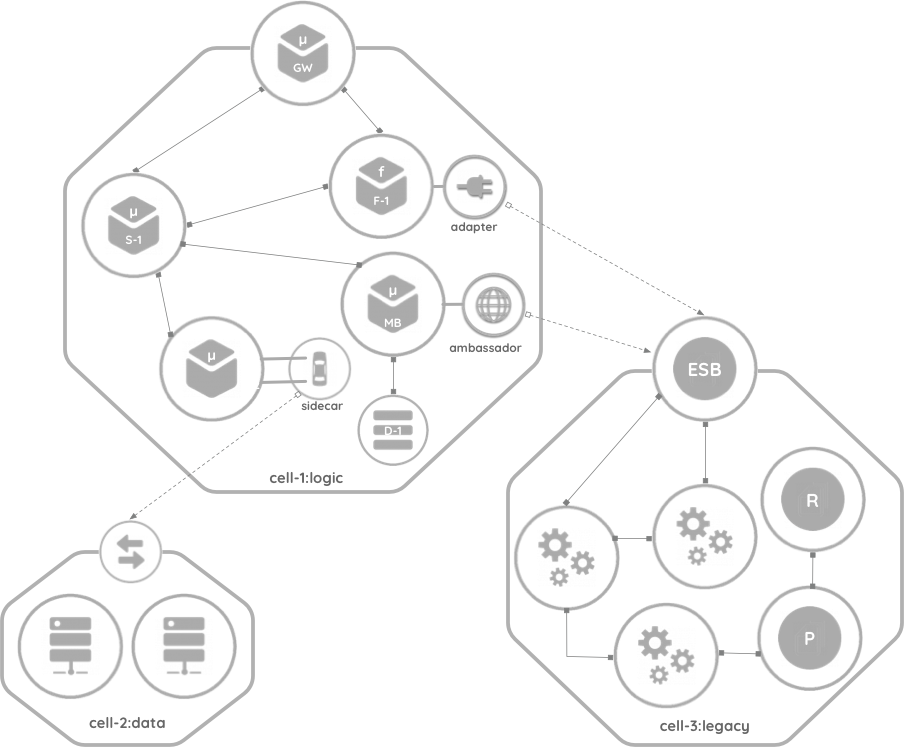 μ
GW
f
F-1
adapter
μ
S-1
μ
MB
ambassador
ESB
μ
sidecar
D-1
cell-1:logic
R
P
cell-2:data
cell-3:legacy